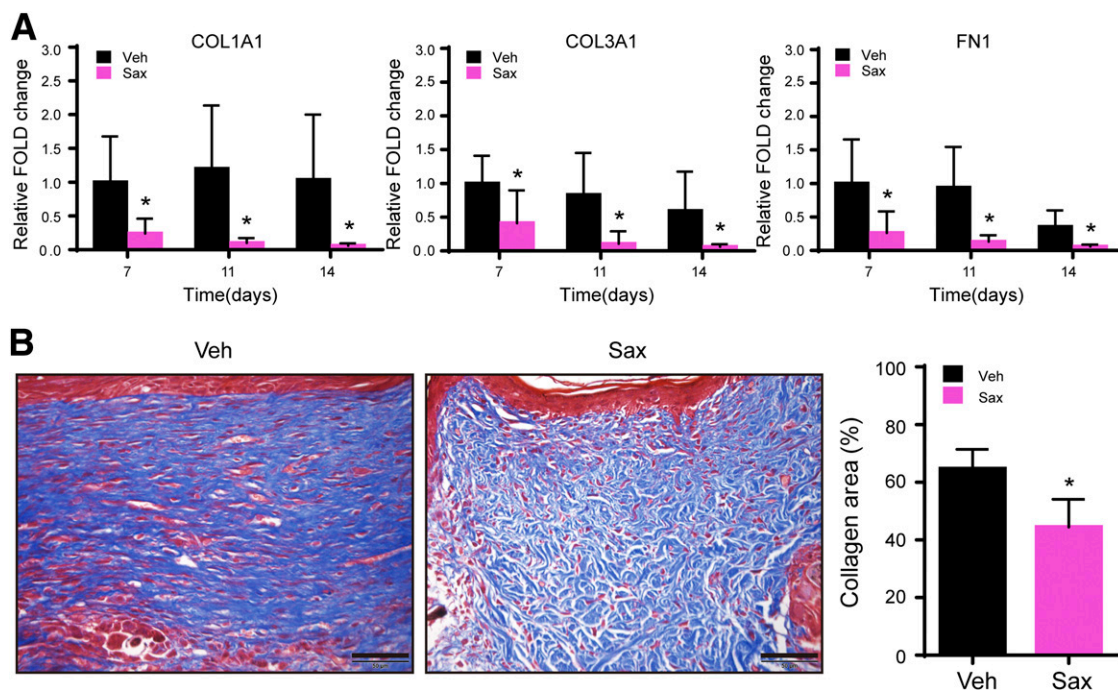 A
COL1A1
Relative FOLD change
3.0
2.5
2.0
1.5
1.0
0.5
0
Veh
Sax
*
*
*
7 11 14
Time(days)
COL3A1
Relative FOLD change
3.0
2.5
2.0
1.5
1.0
0.5
0.0
Veh
Sax
*
*
*
7 11 14
Time(days)
FN1
Relative FOLD change
3.0
2.5
2.0
1.5
1.0
0.5
0.0
Veh
Sax
*
*
*
7 11 14
Time(days)
B
Veh
Sax
Collagen area (%)
100
80
60
40
20
0
Veh
Sax
*
Veh Sax